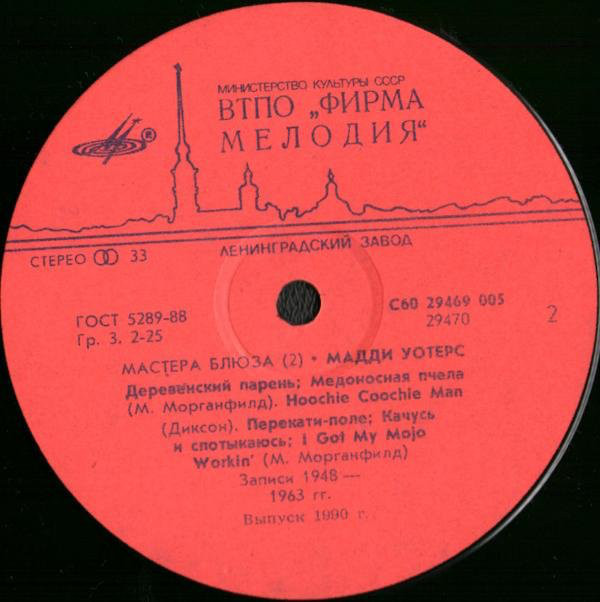 МИНИСТЕРСТВО КУЛЬТУРЫ СССР
ВТПО „ФИРМА
МЕЛОДИЯ“
®
СТЕРЕО 33
ЛЕНИНГРАДСКИЙ ЗАВОД
ГОСТ 5289-88
Гр. 3. 2-25
С60 29469 005
29470
2
МАСТЕРА БЛЮЗА (2) • МАДДИ УОТЕРС
Деревенский парень; Медоносная пчела
(М. Морганфилд). Hoochie Coochie Man
(Диксон). Перекати-поле; Качусь
и спотыкаюсь; I Got My Mojo
Workin' (М. Морганфилд)
Записи 1948 —
1963 гг.
Выпуск 1990 г.